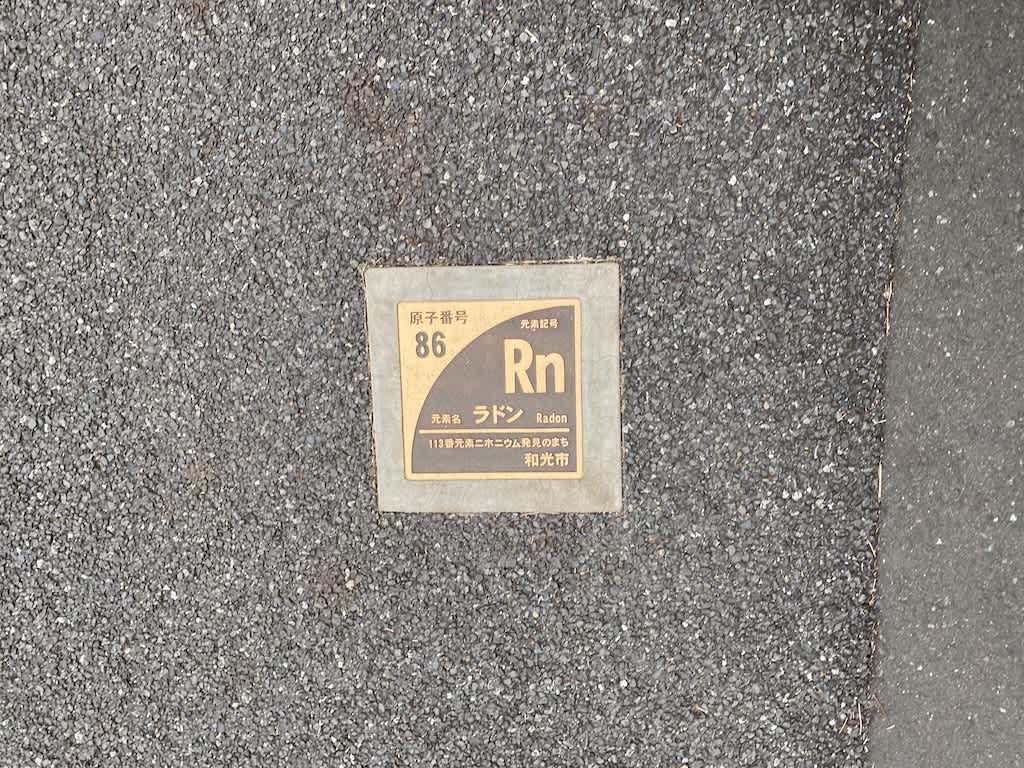 原子番号
86
元素記号
Rn
元素名 ラドン Radon
113番元素ニホニウム発見のまち
和光市